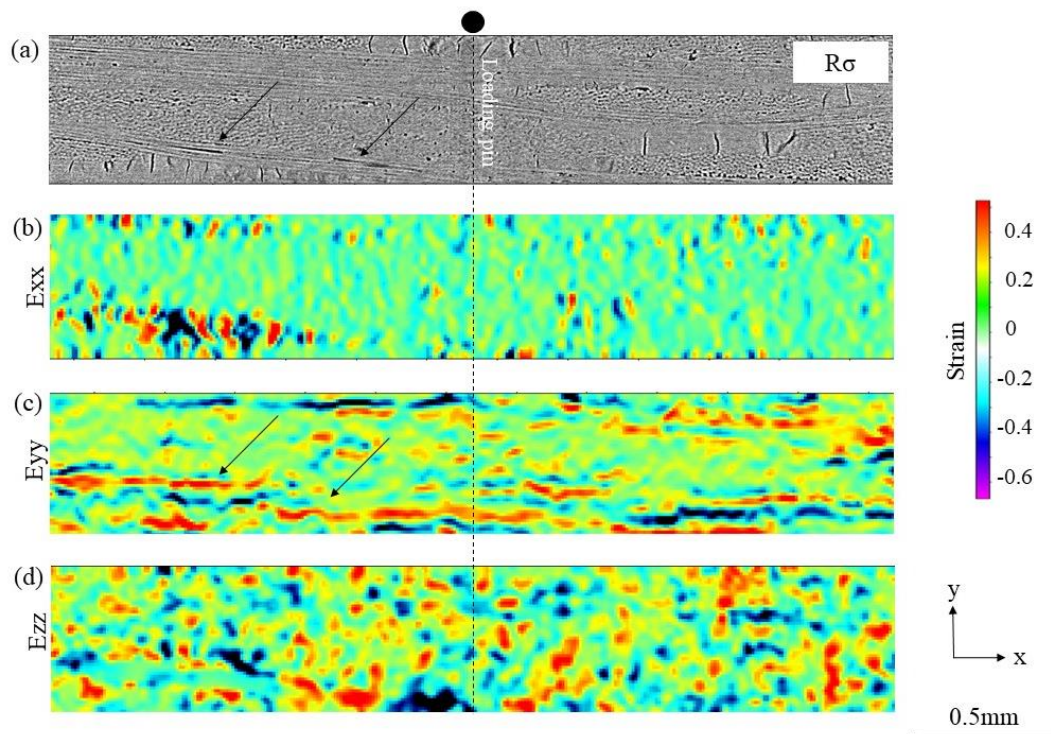 (a)
Rσ
Loading pin
(b)
Exx
(c)
Eyy
(d)
Ezz
0.4
0.2
0
-0.2
-0.4
-0.6
Strain
y
x
0.5mm